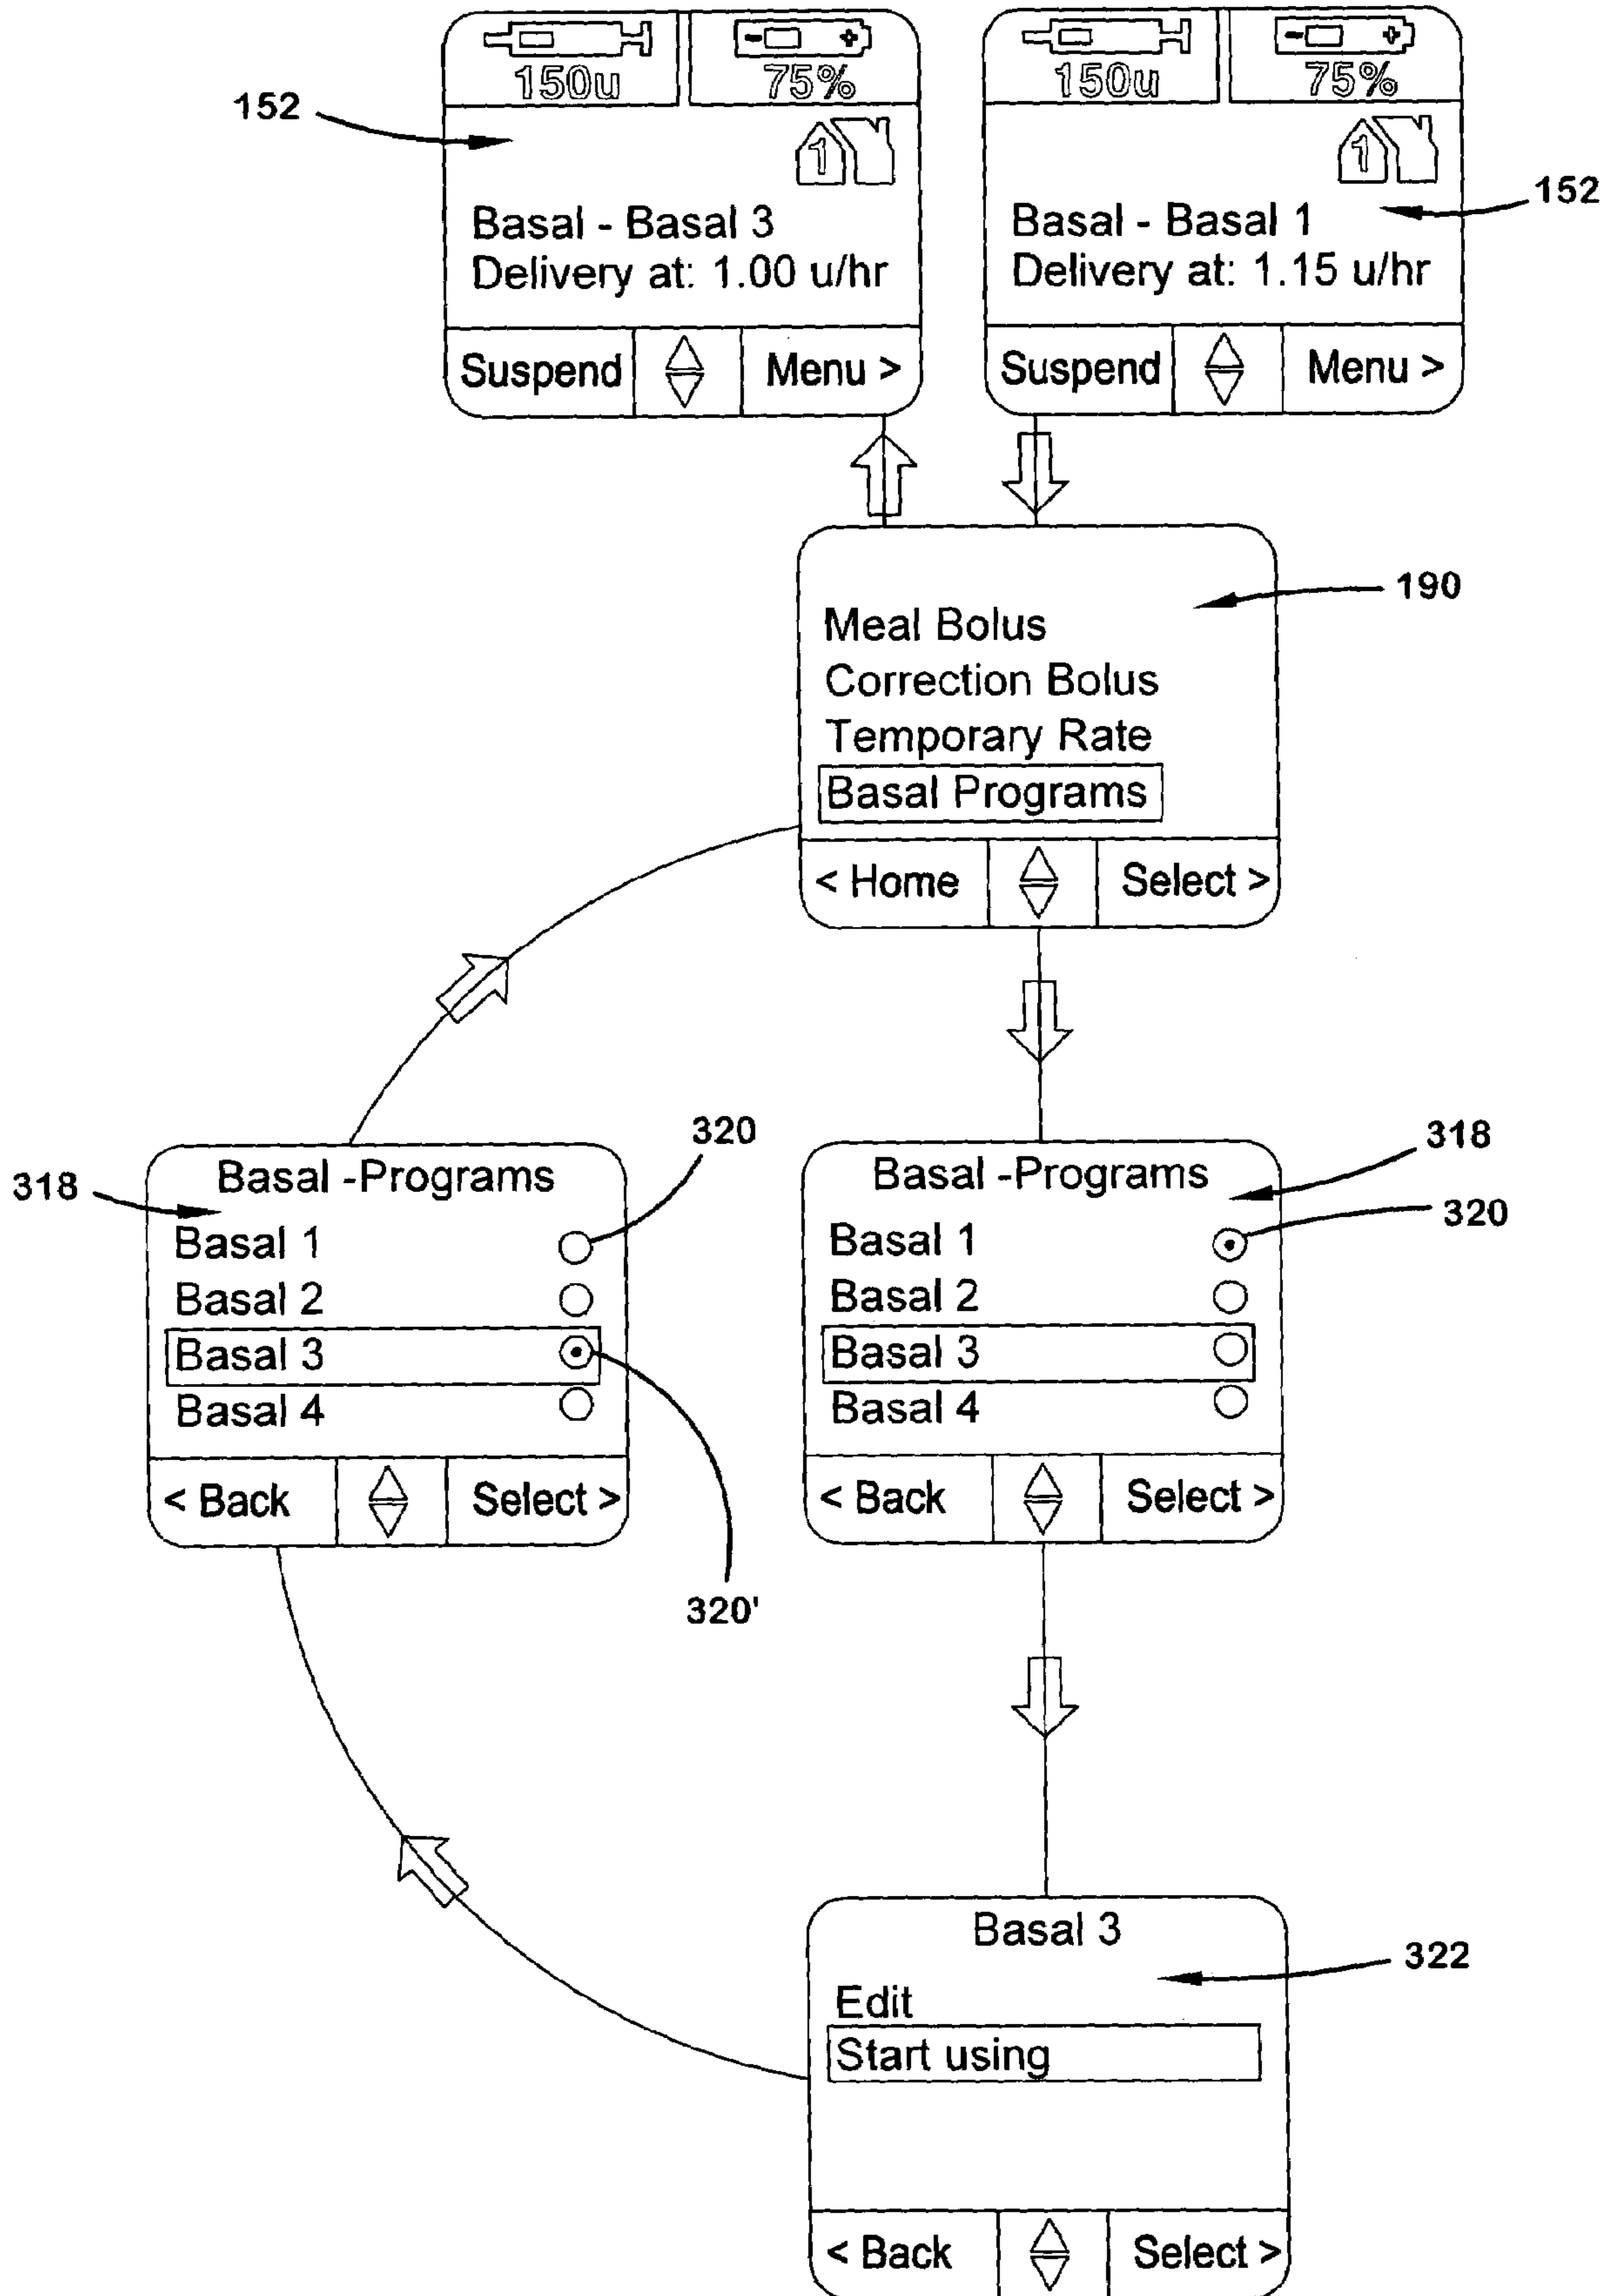 150u
75%
152
1
Basal - Basal 3
Delivery at: 1.00 u/hr
Suspend
Menu >
150u
75%
1
152
Basal - Basal 1
Delivery at: 1.15 u/hr
Suspend
Menu >
190
Meal Bolus
Correction Bolus
Temporary Rate
Basal Programs
< Home
Select >
318
320
Basal -Programs
Basal 1
Basal 2
Basal 3
Basal 4
< Back
Select >
320'
318
320
Basal -Programs
Basal 1
Basal 2
Basal 3
Basal 4
< Back
Select >
Basal 3
322
Edit
Start using
< Back
Select >